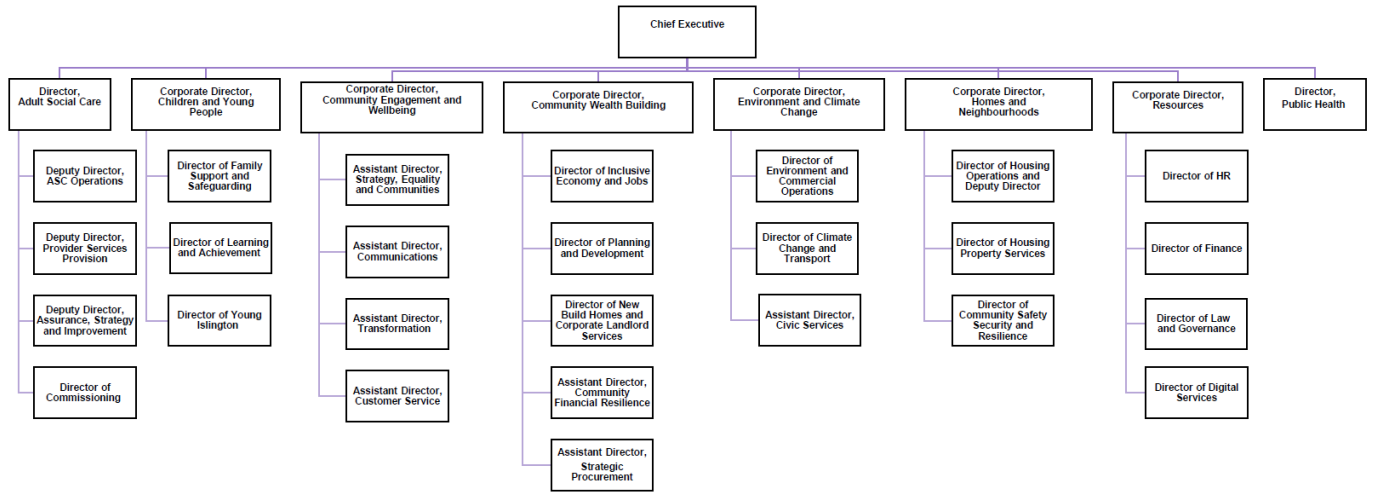 Chief Executive
Director,
Adult Social Care
Corporate Director,
Children and Young
People
Corporate Director,
Community Engagement and
Wellbeing
Corporate Director,
Community Wealth Building
Corporate Director,
Environment and Climate
Change
Corporate Director,
Homes and
Neighbourhoods
Corporate Director,
Resources
Director,
Public Health
Deputy Director,
ASC Operations
Deputy Director,
Provider Services
Provision
Deputy Director,
Assurance, Strategy
and Improvement
Director of
Commissioning
Director of Family
Support and
Safeguarding
Director of Learning
and Achievement
Director of Young
Islington
Assistant Director,
Strategy, Equality
and Communities
Assistant Director,
Communications
Assistant Director,
Transformation
Assistant Director,
Customer Service
Director of Inclusive
Economy and Jobs
Director of Planning
and Development
Director of New
Build Homes and
Corporate Landlord
Services
Assistant Director,
Community
Financial Resilience
Assistant Director,
Strategic
Procurement
Director of
Environment and
Commercial
Operations
Director of Climate
Change and
Transport
Assistant Director,
Civic Services
Director of Housing
Operations and
Deputy Director
Director of Housing
Property Services
Director of
Community Safety
Security and
Resilience
Director of HR
Director of Finance
Director of Law
and Governance
Director of Digital
Services